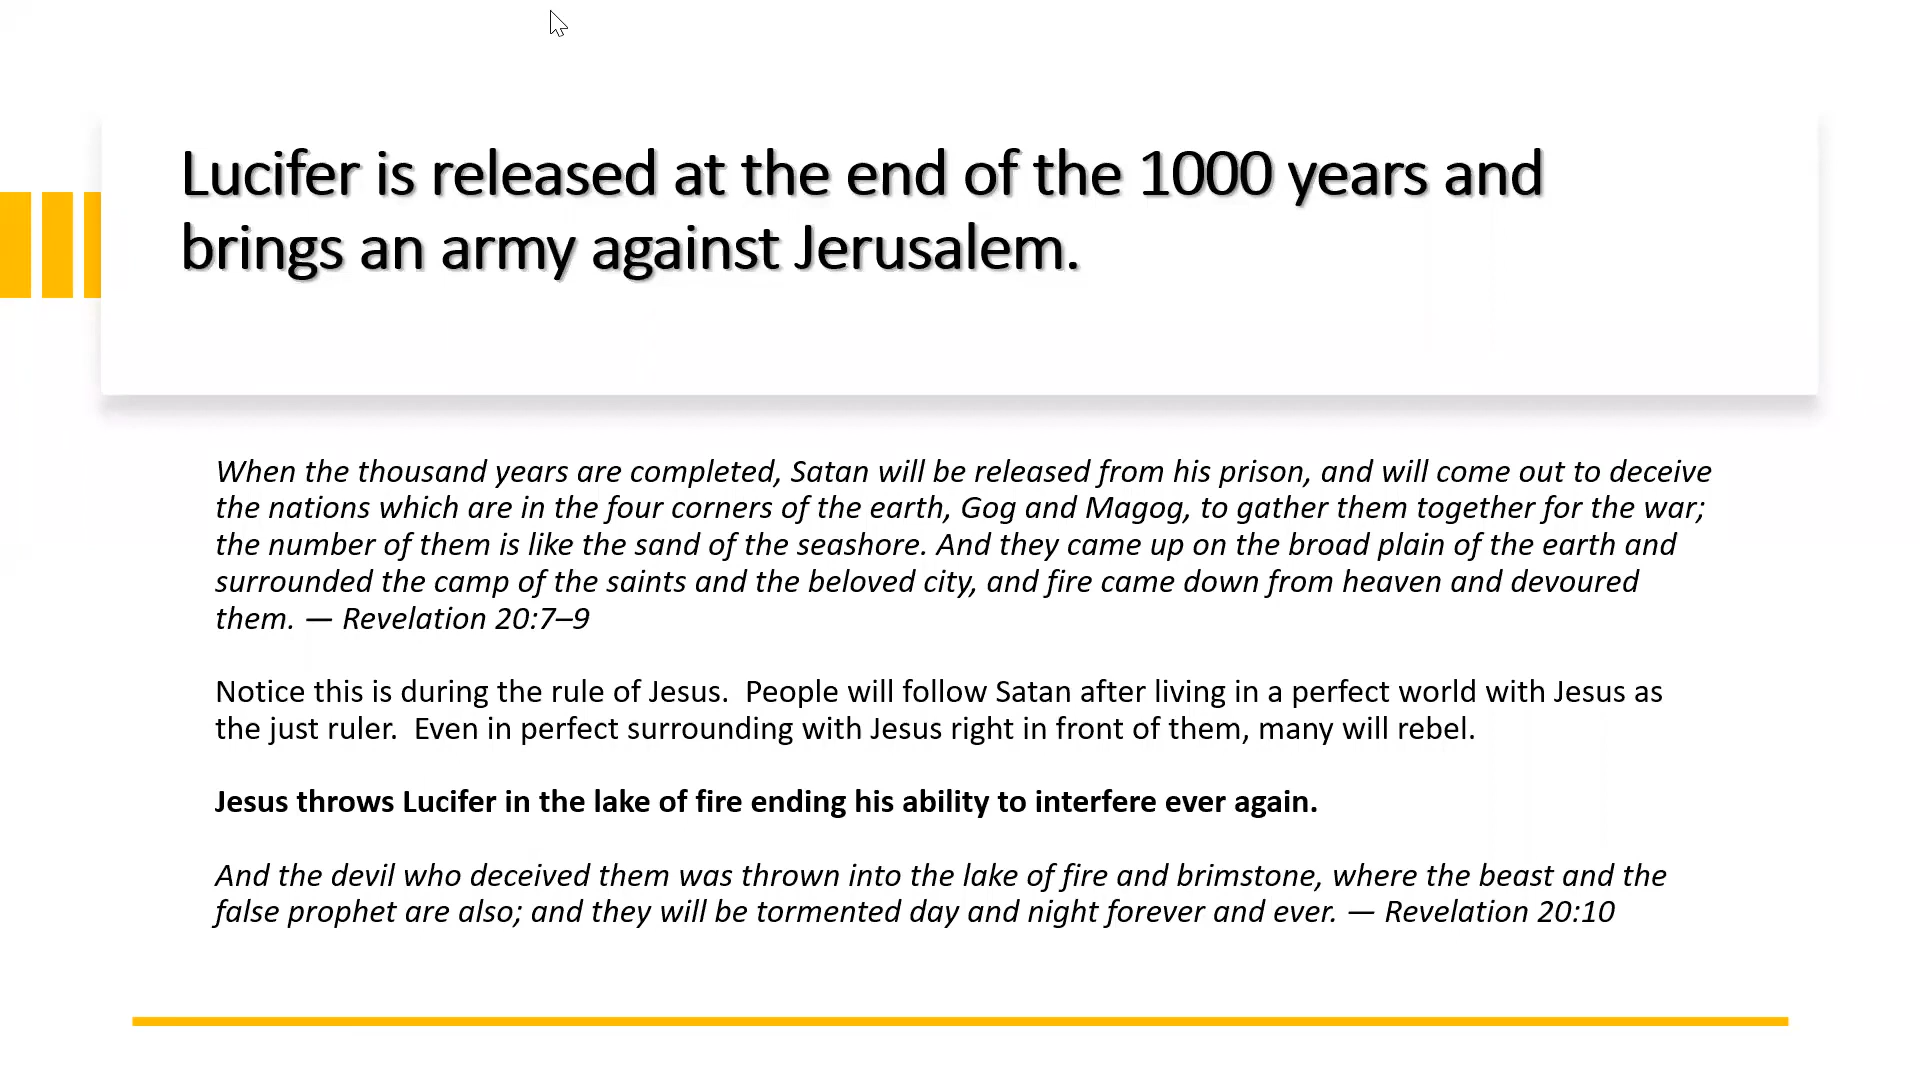 Lucifer is released at the end of the 1000 years and
brings an army against Jerusalem.
When the thousand years are completed, Satan will be released from his prison, and will come out to deceive
the nations which are in the four corners of the earth, Gog and Magog, to gather them together for the war;
the number of them is like the sand of the seashore. And they came up on the broad plain of the earth and
surrounded the camp of the saints and the beloved city, and fire came down from heaven and devoured
them. — Revelation 20:7–9
Notice this is during the rule of Jesus.  People will follow Satan after living in a perfect world with Jesus as
the just ruler.  Even in perfect surrounding with Jesus right in front of them, many will rebel.
Jesus throws Lucifer in the lake of fire ending his ability to interfere ever again.
And the devil who deceived them was thrown into the lake of fire and brimstone, where the beast and the
false prophet are also; and they will be tormented day and night forever and ever. — Revelation 20:10